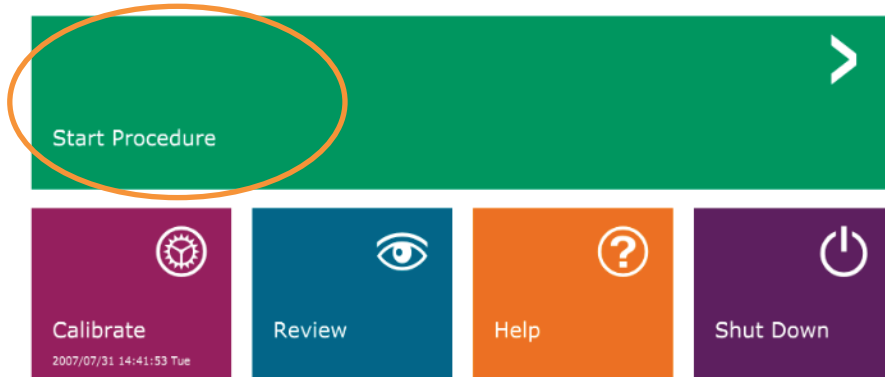 Start Procedure
Calibrate
2007/07/31 14:41:53 Tue
Review
Help
Shut Down